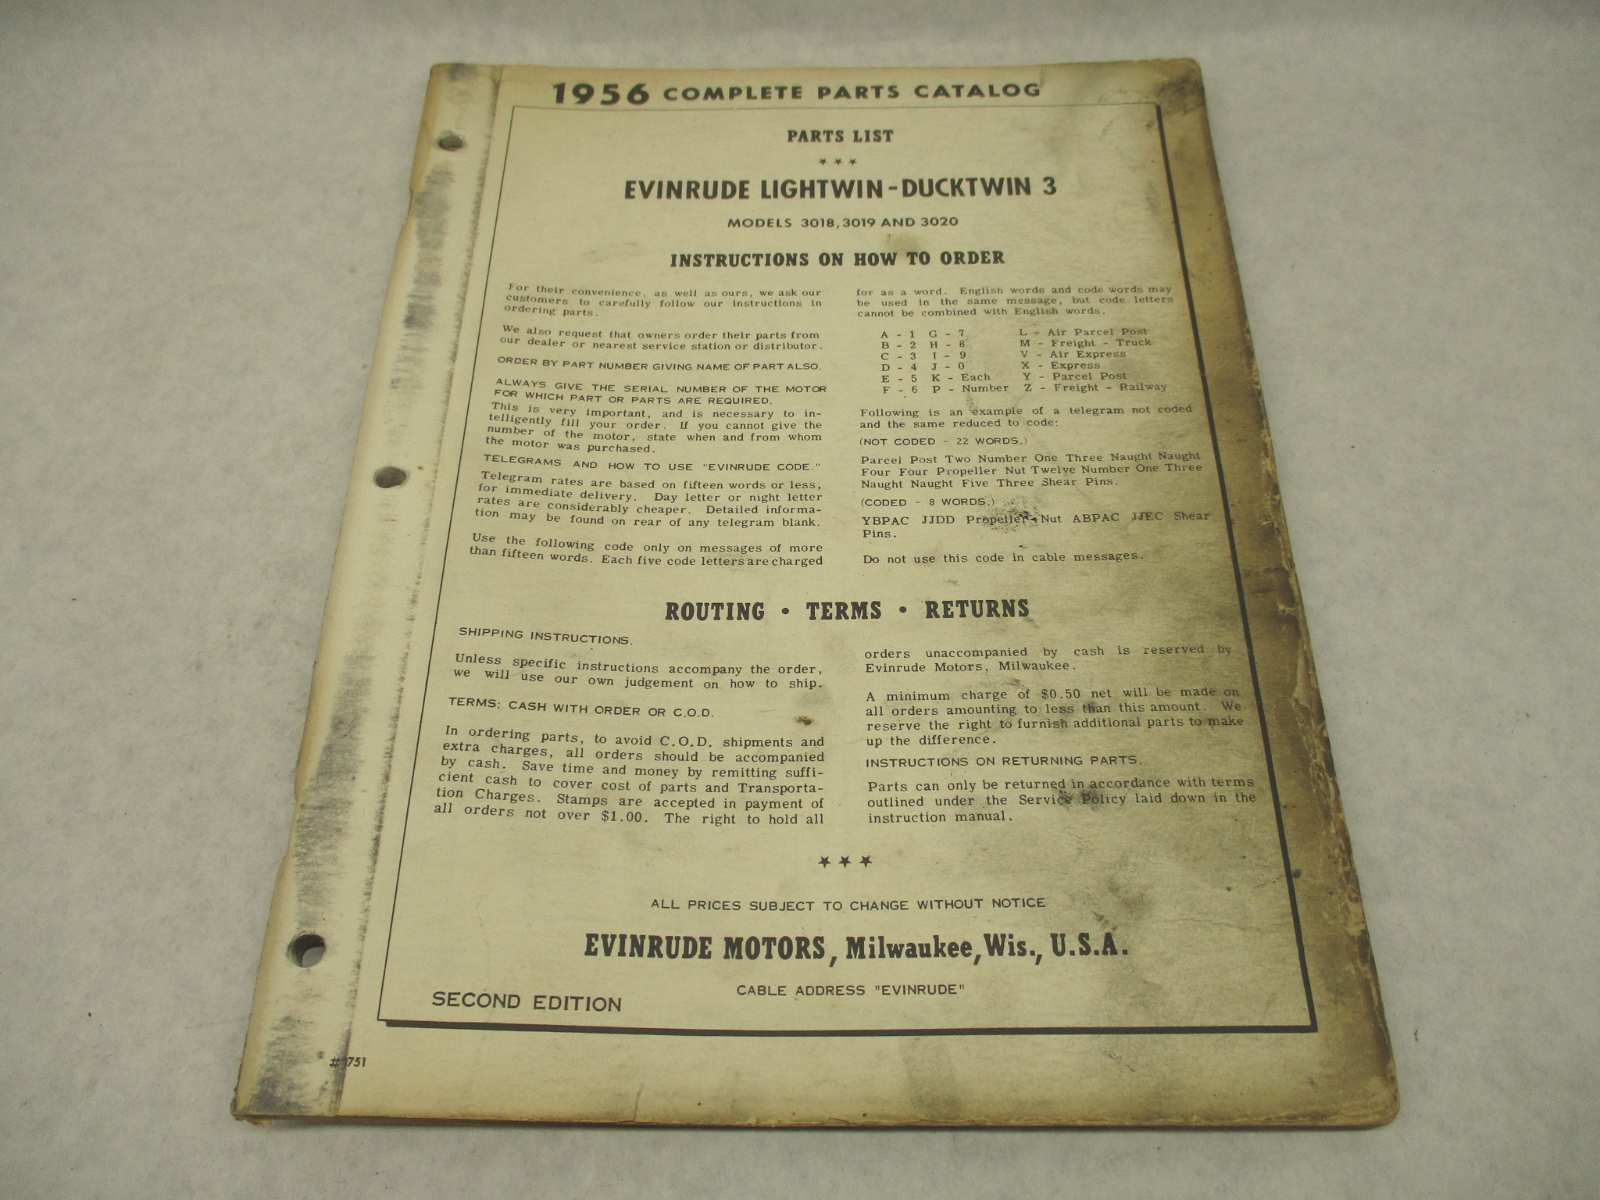 1956 COMPLETE PARTS CATALOG
PARTS LIST
★ ★ ★
EVINRUDE LIGHTWIN-DUCKTWIN 3
MODELS 3018, 3019 AND 3020
INSTRUCTIONS ON HOW TO ORDER
For their convenience, as well as ours, we ask our
customers to carefully follow our instructions in
ordering parts.
We also request that owners order their parts from
our dealer or nearest service station or distributor.
ORDER BY PART NUMBER GIVING NAME OF PART ALSO.
ALWAYS GIVE THE SERIAL NUMBER OF THE MOTOR
FOR WHICH PART OR PARTS ARE REQUIRED.
This is very important, and is necessary to in-
telligently fill your order. If you cannot give the
number of the motor, state when and from whom
the motor was purchased.
TELEGRAMS AND HOW TO USE "EVINRUDE CODE."
Telegram rates are based on fifteen words or less,
for immediate delivery. Day letter or night letter
rates are considerably cheaper. Detailed informa-
tion may be found on rear of any telegram blank.
Use the following code only on messages of more
than fifteen words. Each five code letters are charged
for as a word. English words and code words may
be used in the same message, but code letters
cannot be combined with English words.
A - 1 G - 7 L - Air Parcel Post
B - 2 H - 8 M - Freight - Truck
C - 3 I - 9 V - Air Express
D - 4 J - 0 X - Express
E - 5 K - Each Y - Parcel Post
F - 6 P - Number Z - Freight - Railway
Following is an example of a telegram not coded
and the same reduced to code:
(NOT CODED - 22 WORDS.)
Parcel Post Two Number One Three Naught Naught
Four Four Propeller Nut Twelve Number One Three
Naught Naught Five Three Shear Pins.
(CODED - 8 WORDS.)
YBPAC JJDD Propeller Nut ABPAC JJEC Shear
Pins.
Do not use this code in cable messages.
ROUTING • TERMS • RETURNS
SHIPPING INSTRUCTIONS.
Unless specific instructions accompany the order,
we will use our own judgement on how to ship.
TERMS: CASH WITH ORDER OR C.O.D.
In ordering parts, to avoid C.O.D. shipments and
extra charges, all orders should be accompanied
by cash. Save time and money by remitting suffi-
cient cash to cover cost of parts and Transporta-
tion Charges. Stamps are accepted in payment of
all orders not over $1.00. The right to hold all
orders unaccompanied by cash is reserved by
Evinrude Motors, Milwaukee.
A minimum charge of $0.50 net will be made on
all orders amounting to less than this amount. We
reserve the right to furnish additional parts to make
up the difference.
INSTRUCTIONS ON RETURNING PARTS.
Parts can only be returned in accordance with terms
outlined under the Service Policy laid down in the
instruction manual.
★ ★ ★
ALL PRICES SUBJECT TO CHANGE WITHOUT NOTICE
EVINRUDE MOTORS, Milwaukee, Wis., U.S.A.
CABLE ADDRESS "EVINRUDE"
SECOND EDITION